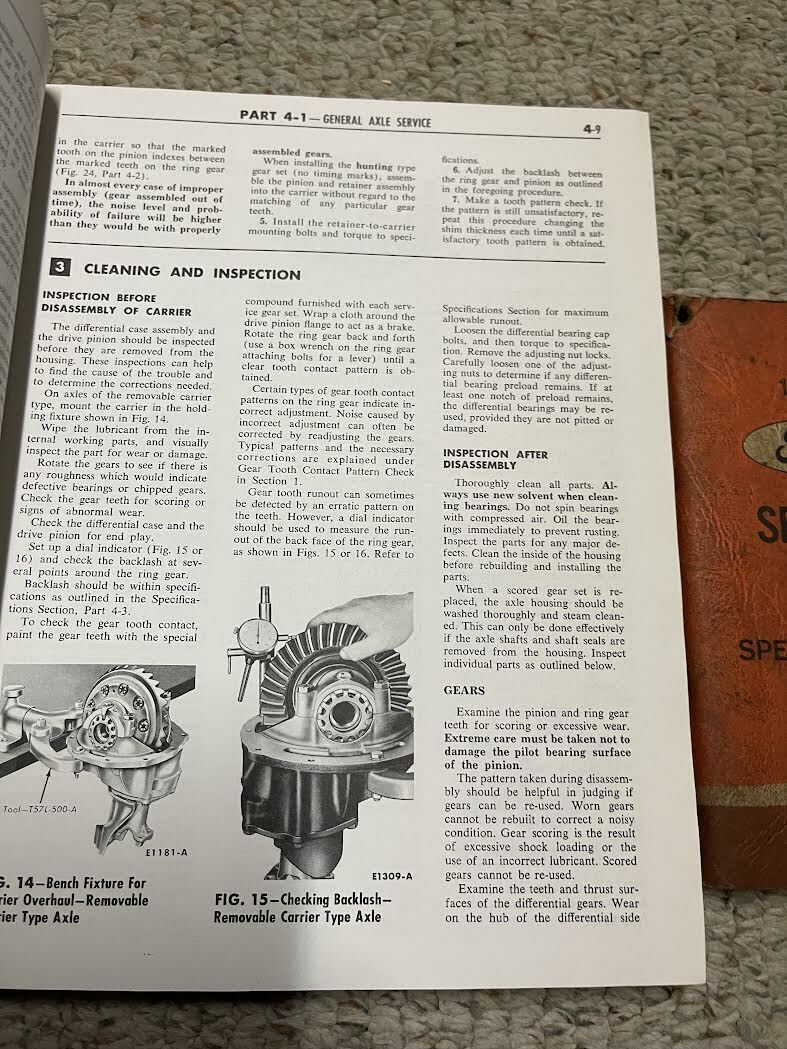 PART 4-1—GENERAL AXLE SERVICE
4-9
in the carrier so that the marked
tooth on the pinion indexes between
the marked teeth on the ring gear
(Fig. 24, Part 4-2).
In almost every case of improper
assembly (gear assembled out of
time), the noise level and prob-
ability of failure will be higher
than they would be with properly
assembled gears.
When installing the hunting type
gear set (no timing marks), assem-
ble the pinion and retainer assembly
into the carrier without regard to the
matching of any particular gear
teeth.
5. Install the retainer-to-carrier
mounting bolts and torque to speci-
fications.
6. Adjust the backlash between
the ring gear and pinion as outlined
in the foregoing procedure.
7. Make a tooth pattern check. If
the pattern is still unsatisfactory, re-
peat this procedure changing the
shim thickness each time until a sat-
isfactory tooth pattern is obtained.
3 CLEANING AND INSPECTION
INSPECTION BEFORE
DISASSEMBLY OF CARRIER
The differential case assembly and
the drive pinion should be inspected
before they are removed from the
housing. These inspections can help
to find the cause of the trouble and
to determine the corrections needed.
On axles of the removable carrier
type, mount the carrier in the hold-
ing fixture shown in Fig. 14.
Wipe the lubricant from the in-
ternal working parts, and visually
inspect the part for wear or damage.
Rotate the gears to see if there is
any roughness which would indicate
defective bearings or chipped gears.
Check the gear teeth for scoring or
signs of abnormal wear.
Check the differential case and the
drive pinion for end play.
Set up a dial indicator (Fig. 15 or
16) and check the backlash at sev-
eral points around the ring gear.
Backlash should be within specifi-
cations as outlined in the Specifica-
tions Section, Part 4-3.
To check the gear tooth contact,
paint the gear teeth with the special
compound furnished with each serv-
ice gear set. Wrap a cloth around the
drive pinion flange to act as a brake.
Rotate the ring gear back and forth
(use a box wrench on the ring gear
attaching bolts for a lever) until a
clear tooth contact pattern is ob-
tained.
Certain types of gear tooth contact
patterns on the ring gear indicate in-
correct adjustment. Noise caused by
incorrect adjustment can often be
corrected by readjusting the gears.
Typical patterns and the necessary
corrections are explained under
Gear Tooth Contact Pattern Check
in Section 1.
Gear tooth runout can sometimes
be detected by an erratic pattern on
the teeth. However, a dial indicator
should be used to measure the run-
out of the back face of the ring gear,
as shown in Figs. 15 or 16. Refer to
Specifications Section for maximum
allowable runout.
Loosen the differential bearing cap
bolts, and then torque to specifica-
tion. Remove the adjusting nut locks.
Carefully loosen one of the adjust-
ing nuts to determine if any differen-
tial bearing preload remains. If at
least one notch of preload remains,
the differential bearings may be re-
used, provided they are not pitted or
damaged.
INSPECTION AFTER
DISASSEMBLY
Thoroughly clean all parts. Al-
ways use new solvent when clean-
ing bearings. Do not spin bearings
with compressed air. Oil the bear-
ings immediately to prevent rusting.
Inspect the parts for any major de-
fects. Clean the inside of the housing
before rebuilding and installing the
parts.
When a scored gear set is re-
placed, the axle housing should be
washed thoroughly and steam clean-
ed. This can only be done effectively
if the axle shafts and shaft seals are
removed from the housing. Inspect
individual parts as outlined below.
GEARS
Examine the pinion and ring gear
teeth for scoring or excessive wear.
Extreme care must be taken not to
damage the pilot bearing surface
of the pinion.
The pattern taken during disassem-
bly should be helpful in judging if
gears can be re-used. Worn gears
cannot be rebuilt to correct a noisy
condition. Gear scoring is the result
of excessive shock loading or the
use of an incorrect lubricant. Scored
gears cannot be re-used.
Examine the teeth and thrust sur-
faces of the differential gears. Wear
on the hub of the differential side
Tool—T57L-500-A
E1181-A
G. 14—Bench Fixture For
rier Overhaul—Removable
rier Type Axle
E1309-A
FIG. 15—Checking Backlash—
Removable Carrier Type Axle
SE
SPE